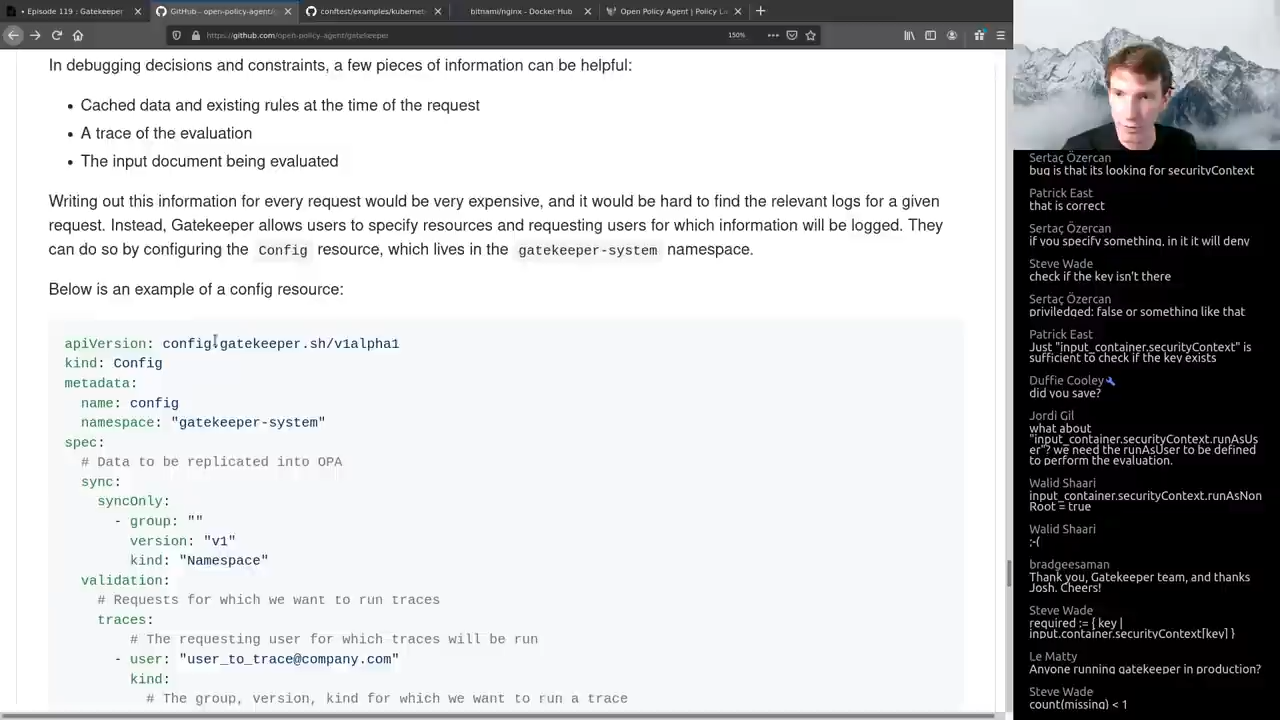 • Episode 119 : Gatekeeper
GitHub – open-policy-agent/g
conftest/examples/kubernet
bitnami/nginx - Docker Hub
Open Policy Agent | Policy L
https://github.com/open-policy-agent/gatekeeper
150%
In debugging decisions and constraints, a few pieces of information can be helpful:
• Cached data and existing rules at the time of the request
• A trace of the evaluation
• The input document being evaluated
Writing out this information for every request would be very expensive, and it would be hard to find the relevant logs for a given
request. Instead, Gatekeeper allows users to specify resources and requesting users for which information will be logged. They
can do so by configuring the Config resource, which lives in the gatekeeper-system namespace.
Below is an example of a config resource:
apiVersion: config.gatekeeper.sh/v1alpha1
kind: Config
metadata:
  name: config
  namespace: "gatekeeper-system"
spec:
  # Data to be replicated into OPA
  sync:
    syncOnly:
      - group: ""
        version: "v1"
        kind: "Namespace"
  validation:
    # Requests for which we want to run traces
    traces:
        # The requesting user for which traces will be run
      - user: "user_to_trace@company.com"
        kind:
          # The group, version, kind for which we want to run a trace
Sertaç Özercan
bug is that its looking for securityContext
Patrick East
that is correct
Sertaç Özercan
if you specify something, in it it will deny
Steve Wade
check if the key isn't there
Sertaç Özercan
priviledged: false or something like that
Patrick East
Just "input_container.securityContext" is
sufficient to check if the key exists
Duffie Cooley
did you save?
Jordi Gil
what about
"input_container.securityContext.runAsUs
er"? we need the runAsUser to be defined
to perform the evaluation.
Walid Shaari
input_container.securityContext.runAsNon
Root = true
Walid Shaari
:-(
bradgeesaman
Thank you, Gatekeeper team, and thanks
Josh. Cheers!
Steve Wade
required := { key |
input.container.securityContext[key] }
Le Matty
Anyone running gatekeeper in production?
Steve Wade
count(missing) < 1